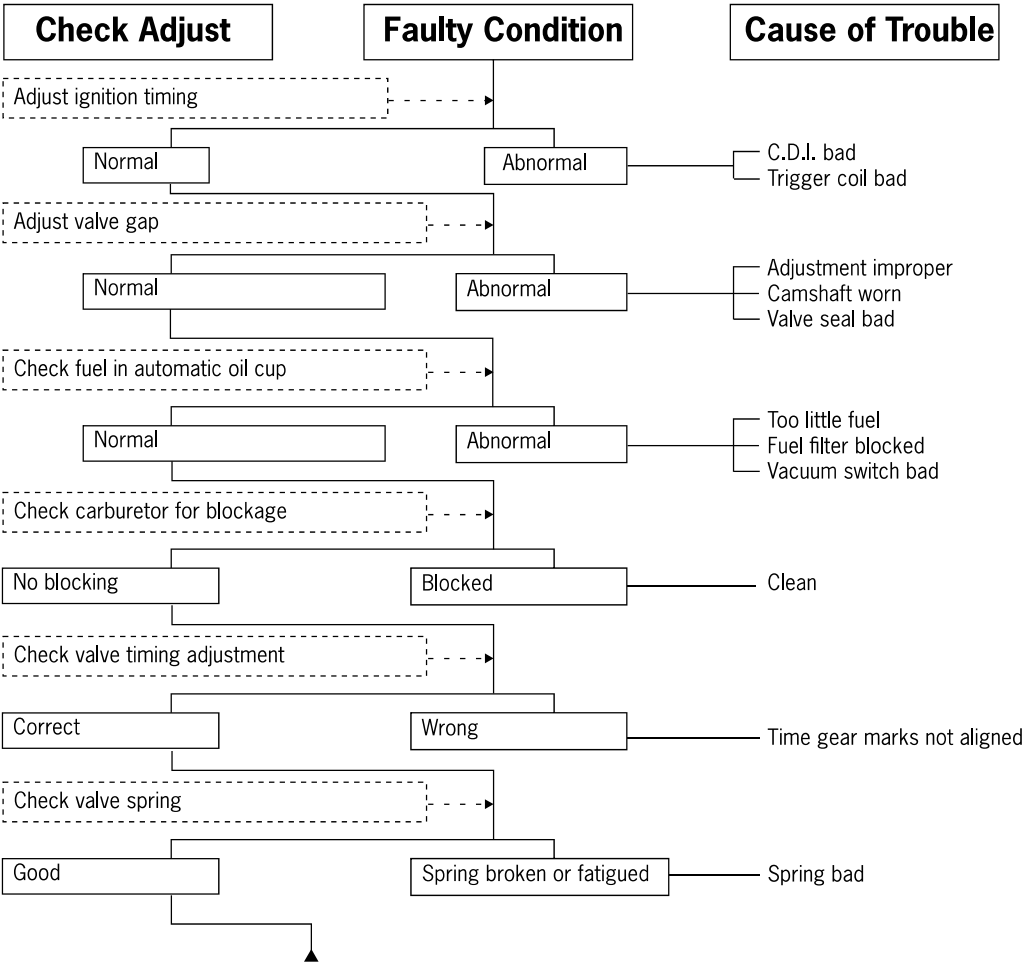 Check Adjust
Faulty Condition
Cause of Trouble
Adjust ignition timing
Normal
Abnormal
C.D.I. bad
Trigger coil bad
Adjust valve gap
Normal
Abnormal
Adjustment improper
Camshaft worn
Valve seal bad
Check fuel in automatic oil cup
Normal
Abnormal
Too little fuel
Fuel filter blocked
Vacuum switch bad
Check carburetor for blockage
No blocking
Blocked
Clean
Check valve timing adjustment
Correct
Wrong
Time gear marks not aligned
Check valve spring
Good
Spring broken or fatigued
Spring bad